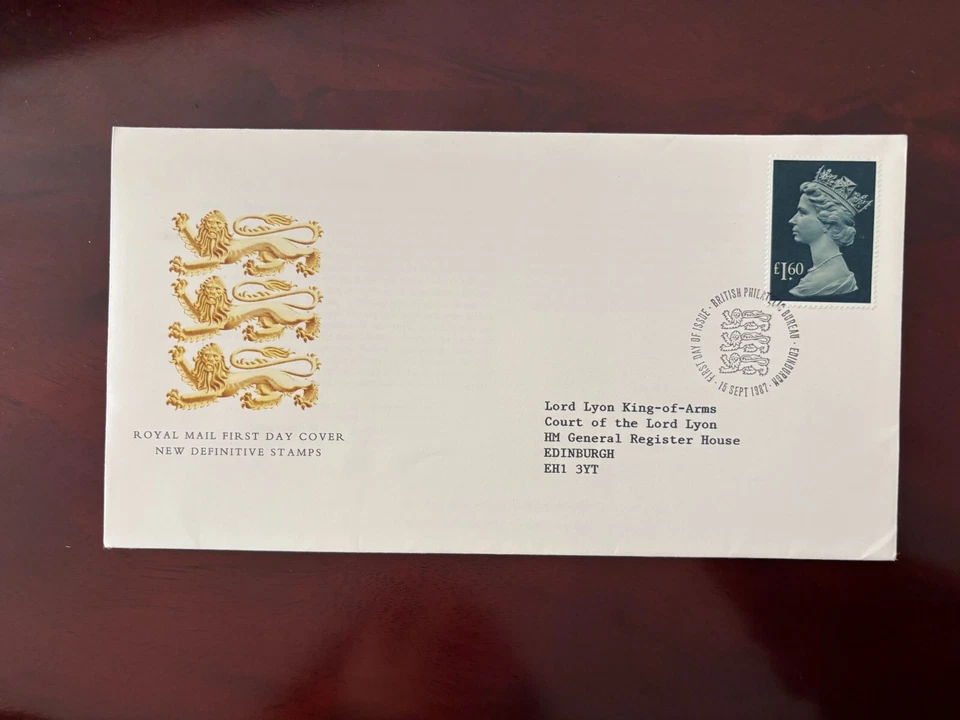 £1.60
FIRST DAY OF ISSUE · BRITISH PHILATELIC BUREAU · EDINBURGH ·
15 SEPT 1987
Lord Lyon King-of-Arms
Court of the Lord Lyon
HM General Register House
EDINBURGH
EH1 3YT
ROYAL MAIL FIRST DAY COVER
NEW DEFINITIVE STAMPS